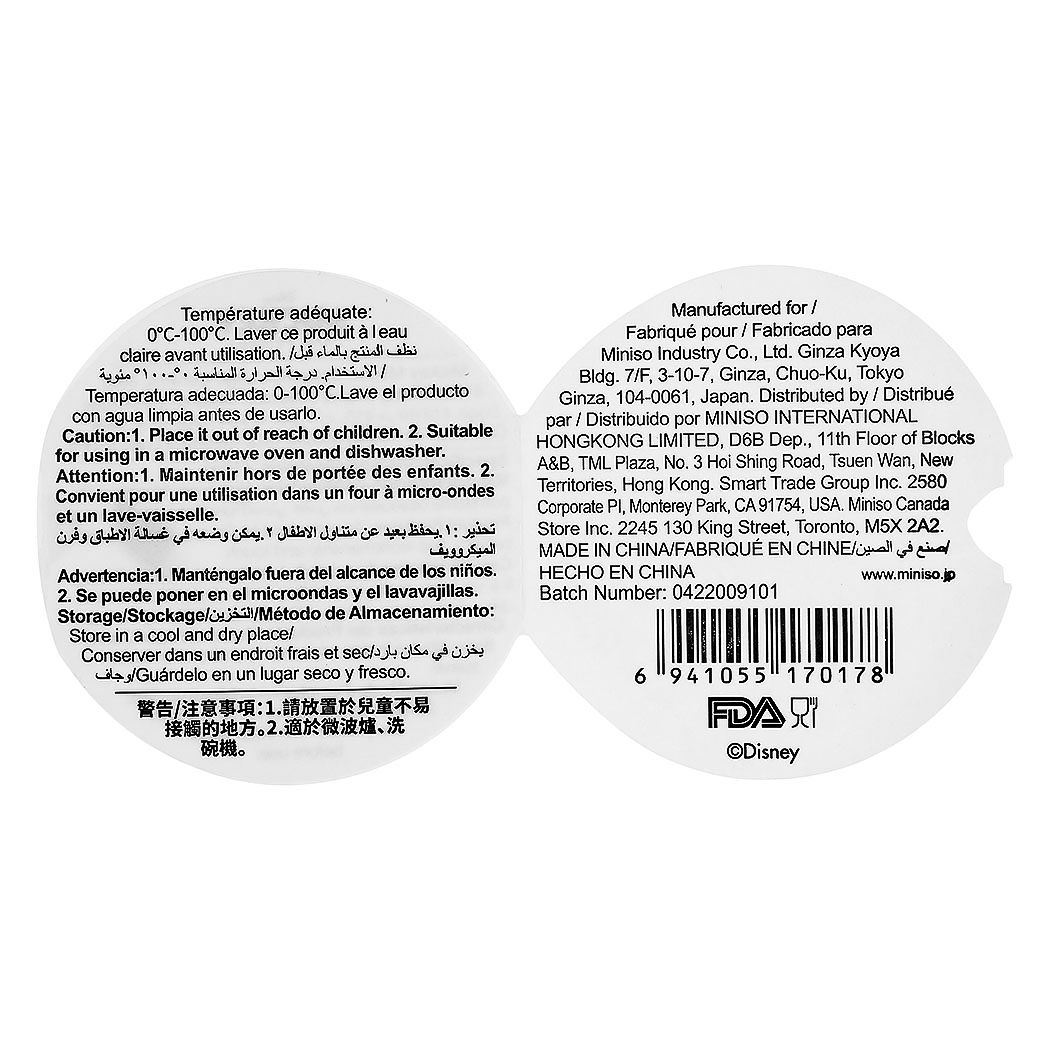 Température adéquate:
0°C-100°C. Laver ce produit à l eau
claire avant utilisation. /نظف المنتج بالماء قبل
الاستخدام. درجة الحرارة المناسبة ٠°-١٠٠° مئوية /
Temperatura adecuada: 0-100°C.Lave el producto
con agua limpia antes de usarlo.
Caution:1. Place it out of reach of children. 2. Suitable
for using in a microwave oven and dishwasher.
Attention:1. Maintenir hors de portée des enfants. 2.
Convient pour une utilisation dans un four à micro-ondes
et un lave-vaisselle.
تحذير :١. يحفظ بعيد عن متناول الاطفال ٢. يمكن وضعه في غسالة الاطباق وفرن
الميكروويف
Advertencia:1. Manténgalo fuera del alcance de los niños.
2. Se puede poner en el microondas y el lavavajillas.
Storage/Stockage/التخزين/Método de Almacenamiento:
Store in a cool and dry place/
Conserver dans un endroit frais et sec/يخزن في مكان بارد
وجاف/Guárdelo en un lugar seco y fresco.
警告/注意事項:1.請放置於兒童不易
接觸的地方。2.適於微波爐、洗
碗機。
Manufactured for /
Fabriqué pour / Fabricado para
Miniso Industry Co., Ltd. Ginza Kyoya
Bldg. 7/F, 3-10-7, Ginza, Chuo-Ku, Tokyo
Ginza, 104-0061, Japan. Distributed by / Distribué
par / Distribuido por MINISO INTERNATIONAL
HONGKONG LIMITED, D6B Dep., 11th Floor of Blocks
A&B, TML Plaza, No. 3 Hoi Shing Road, Tsuen Wan, New
Territories, Hong Kong. Smart Trade Group Inc. 2580
Corporate Pl, Monterey Park, CA 91754, USA. Miniso Canada
Store Inc. 2245 130 King Street, Toronto, M5X 2A2.
MADE IN CHINA/FABRIQUÉ EN CHINE/صنع في الصين/
HECHO EN CHINA www.miniso.jp
Batch Number: 0422009101
6 941055 170178
FDA
©Disney